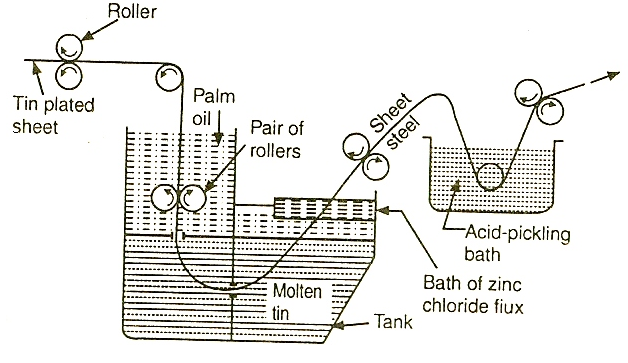 Roller
Tin plated
sheet
Palm
oil
Pair of
rollers
Sheet
steel
Acid-pickling
bath
Bath of zinc
chloride fiux
Molten
tin
Tank